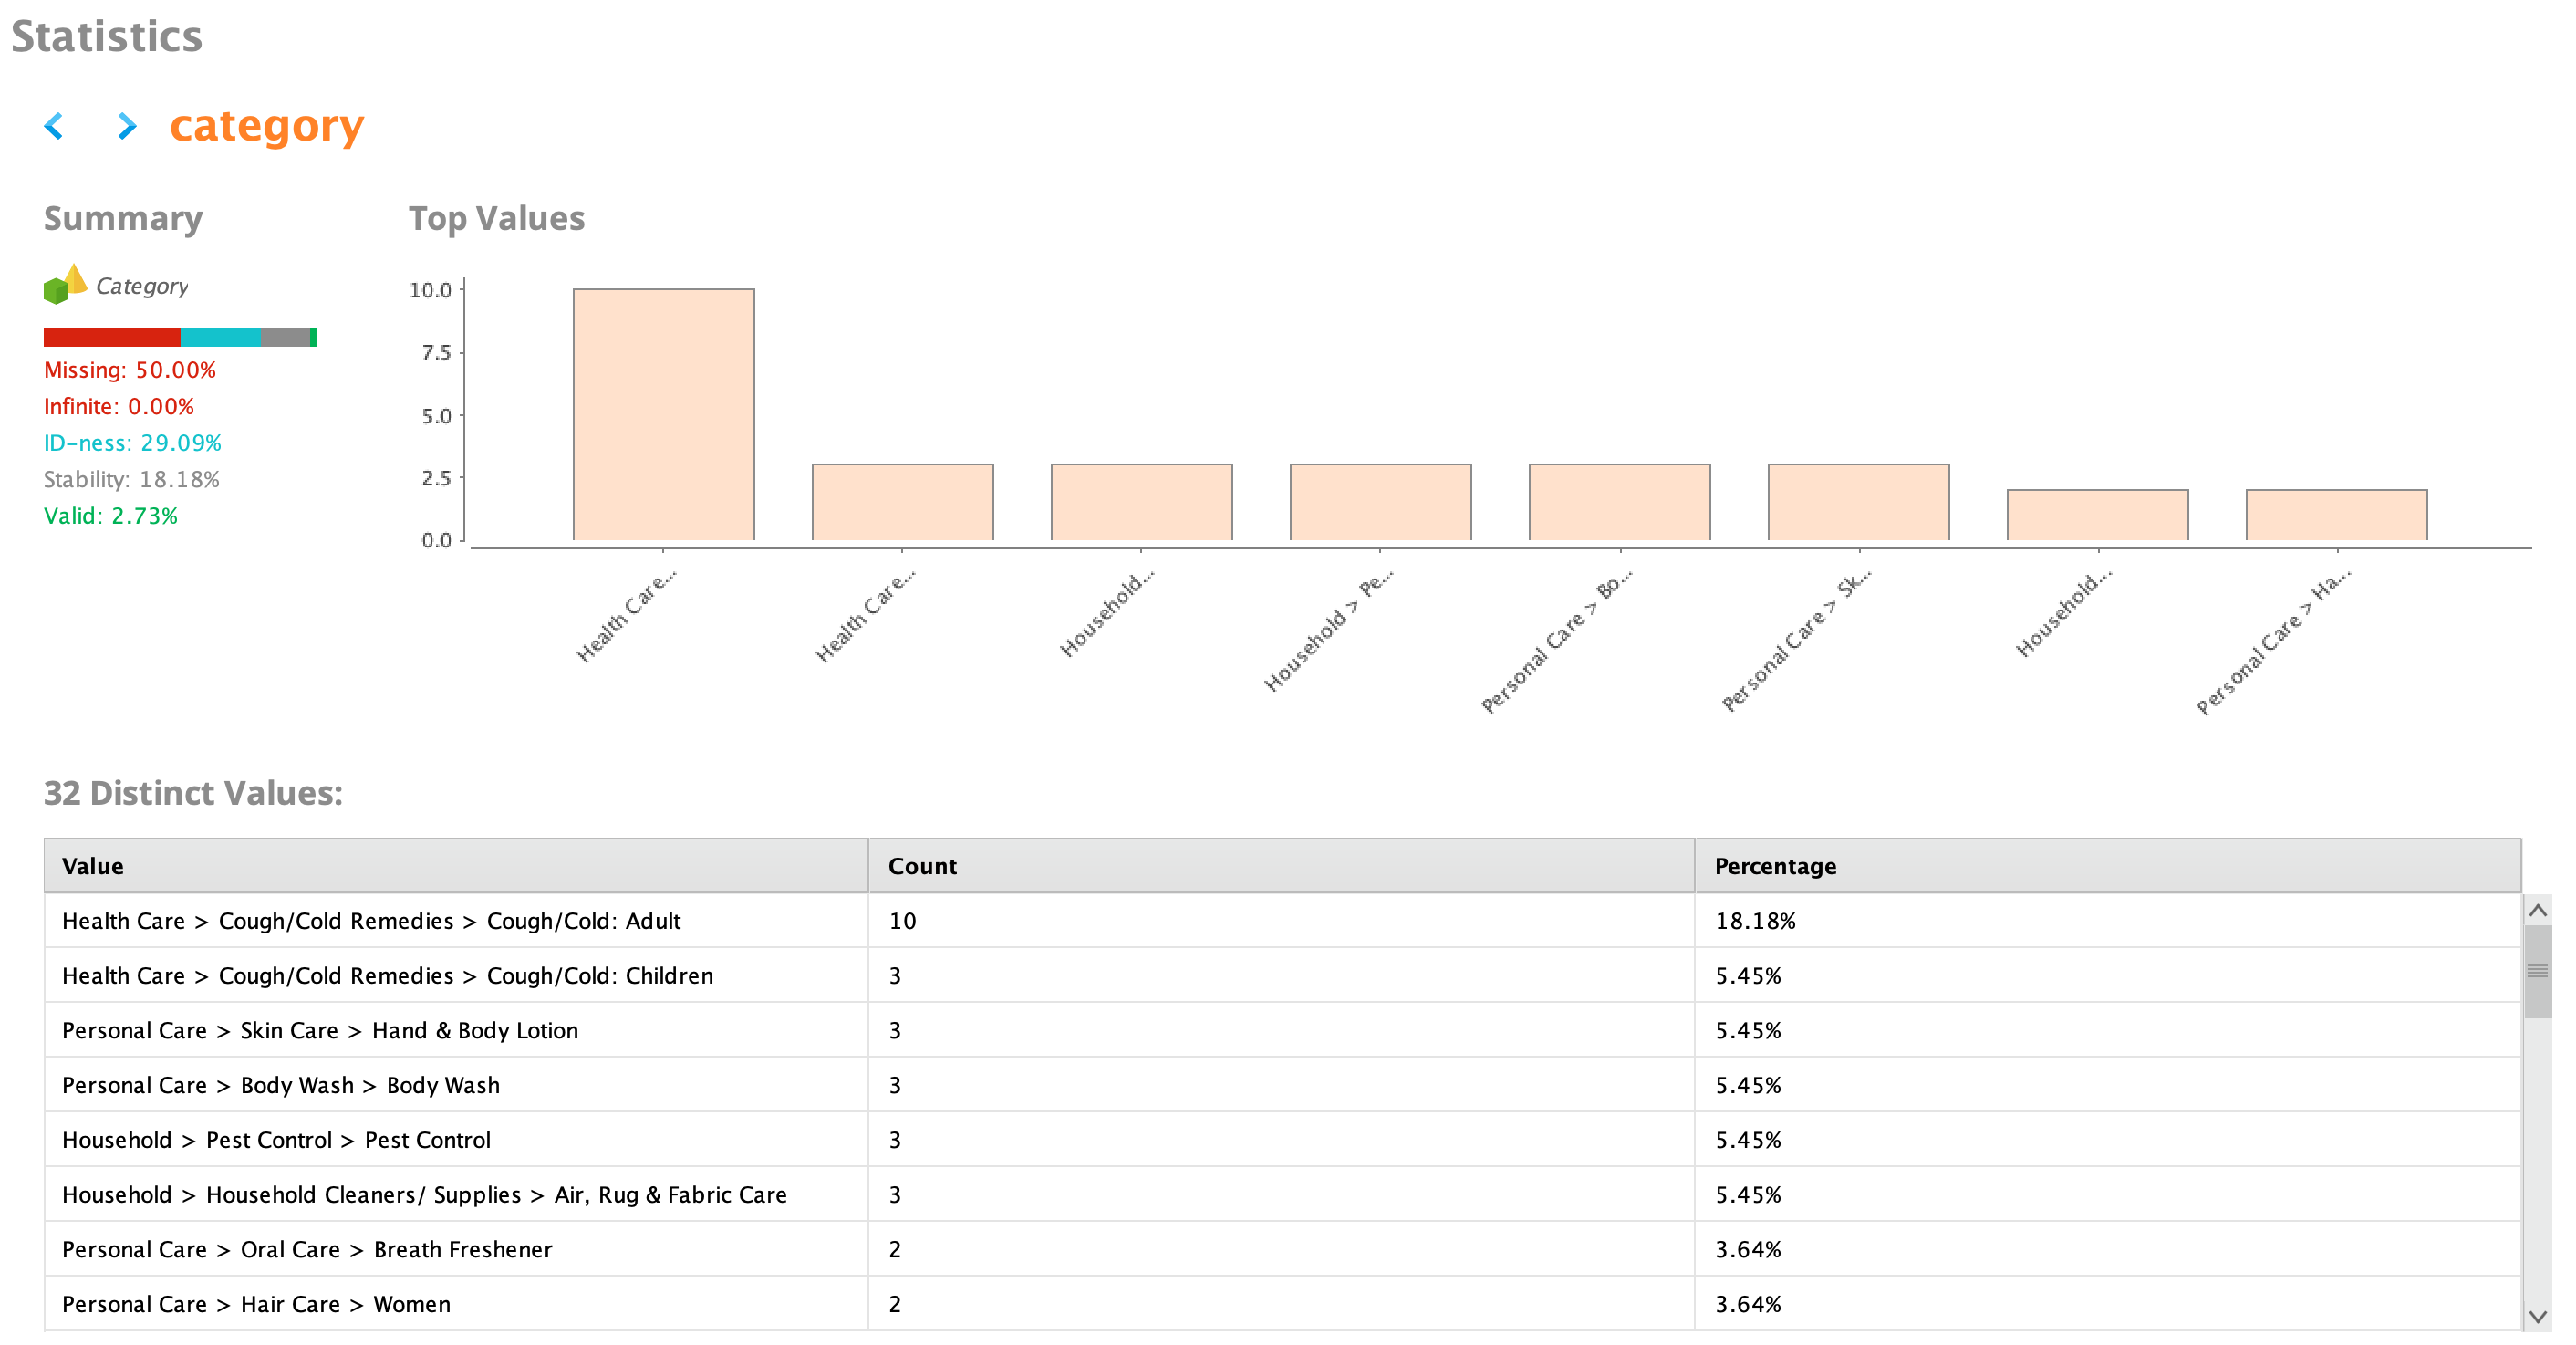 Statistics
category
Summary
Top Values
Category
Missing: 50.00%
Infinite: 0.00%
ID-ness: 29.09%
Stability: 18.18%
Valid: 2.73%
10.0
7.5
5.0
2.5
0.0
Health Care...
Health Care...
Household...
Household > Pe...
Personal Care > Bo...
Personal Care > Sk...
Household...
Personal Care > Ha...
32 Distinct Values:
Value Count Percentage
Health Care > Cough/Cold Remedies > Cough/Cold: Adult 10 18.18%
Health Care > Cough/Cold Remedies > Cough/Cold: Children 3 5.45%
Personal Care > Skin Care > Hand & Body Lotion 3 5.45%
Personal Care > Body Wash > Body Wash 3 5.45%
Household > Pest Control > Pest Control 3 5.45%
Household > Household Cleaners/ Supplies > Air, Rug & Fabric Care 3 5.45%
Personal Care > Oral Care > Breath Freshener 2 3.64%
Personal Care > Hair Care > Women 2 3.64%